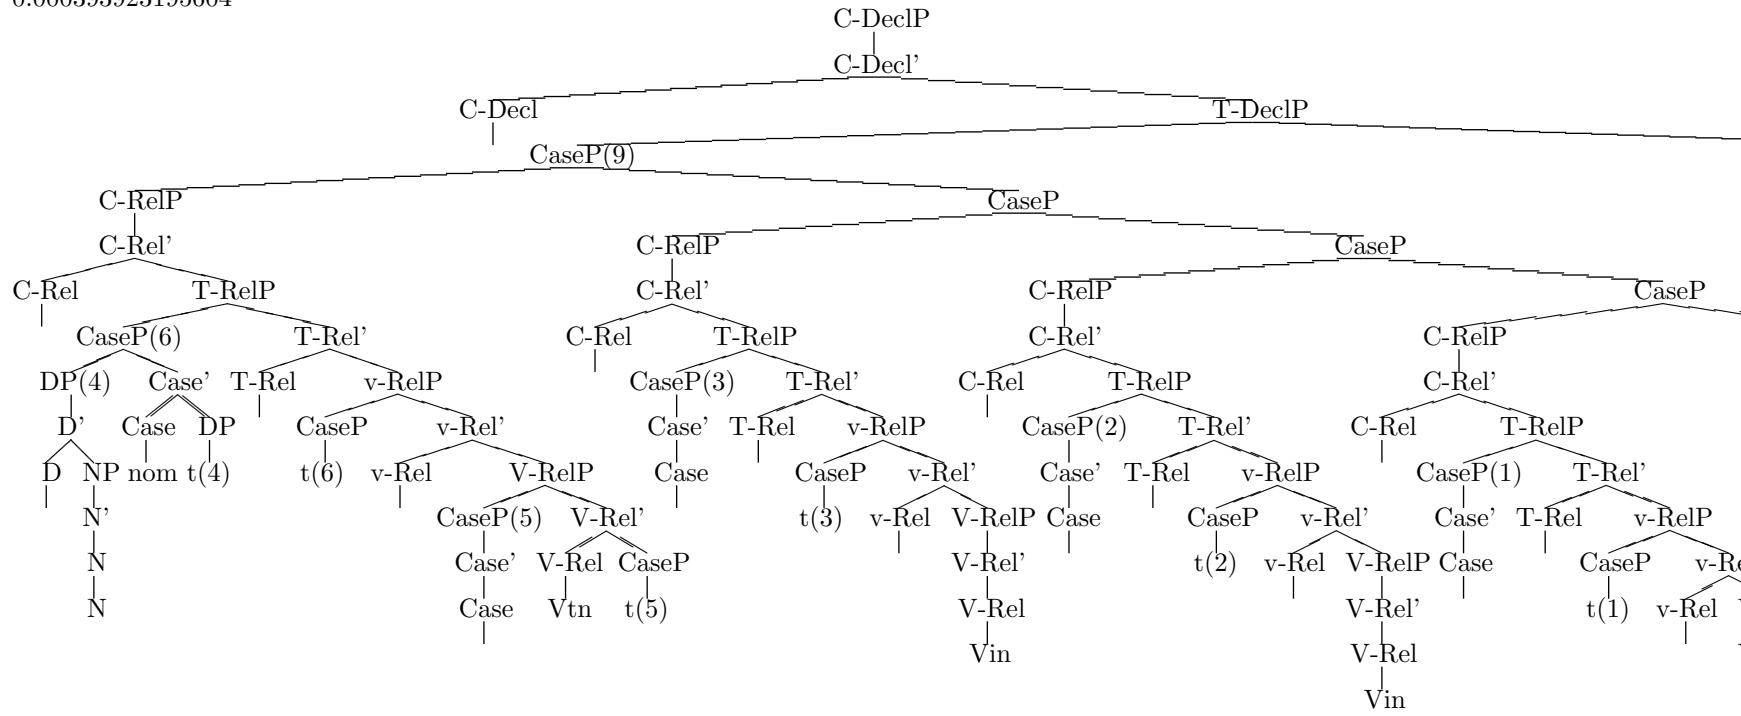 C-DeclP
C-Decl’
C-Decl T-DeclP
CaseP(9)
C-RelP CaseP
C-Rel’ C-RelP CaseP
C-Rel T-RelP C-Rel’ C-RelP CaseP
CaseP(6) T-Rel’ C-Rel T-RelP C-Rel’ C-RelP
DP(4) Case’ T-Rel v-RelP CaseP(3) T-Rel’ C-Rel T-RelP C-Rel’
D’ Case DP CaseP v-Rel’ Case’ T-Rel v-RelP CaseP(2) T-Rel’ C-Rel T-RelP
D NP nom t(4) t(6) v-Rel V-RelP Case CaseP v-Rel’ Case’ T-Rel v-RelP CaseP(1) T-Rel’
N’ CaseP(5) V-Rel’ t(3) v-Rel V-RelP Case CaseP v-Rel’ Case’ T-Rel v-RelP
N Case’ V-Rel CaseP V-Rel’ t(2) v-Rel V-RelP Case CaseP
N Case Vtn t(5) V-Rel V-Rel’ t(1) v-Rel
Vin V-Rel
Vin